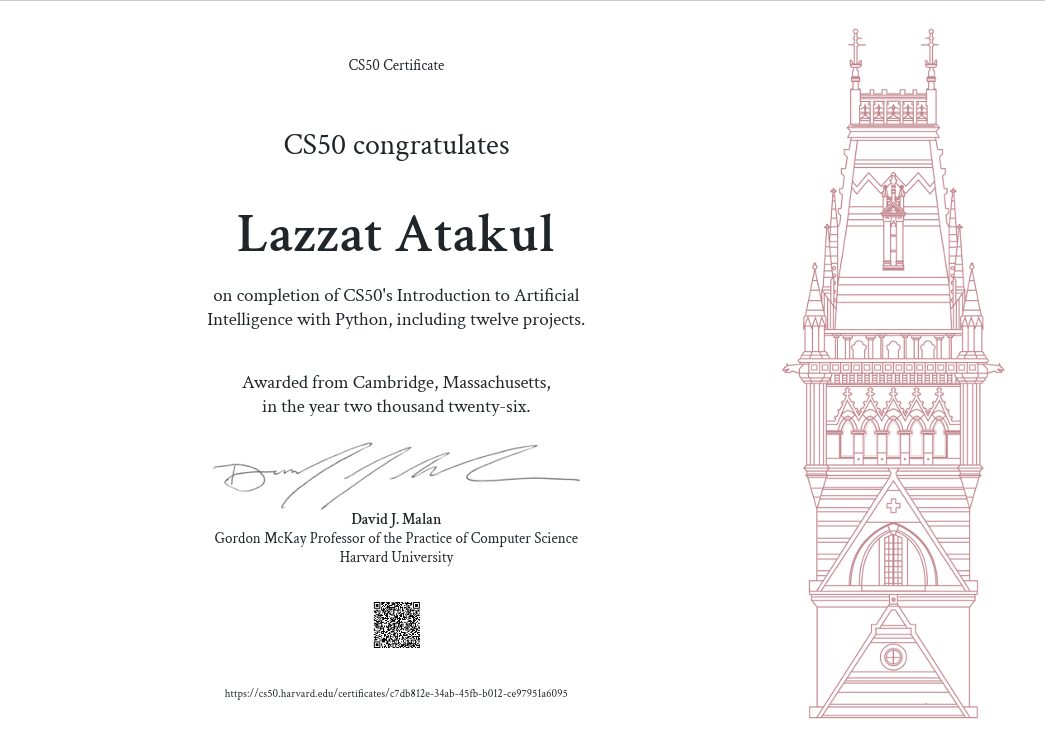 CS50 Certificate
CS50 congratulates
Lazzat Atakul
on completion of CS50's Introduction to Artificial
Intelligence with Python, including twelve projects.
Awarded from Cambridge, Massachusetts,
in the year two thousand twenty-six.
David J. Malan
Gordon McKay Professor of the Practice of Computer Science
Harvard University
https://cs50.harvard.edu/certificates/c7db812e-34ab-45fb-b012-ce97951a6095